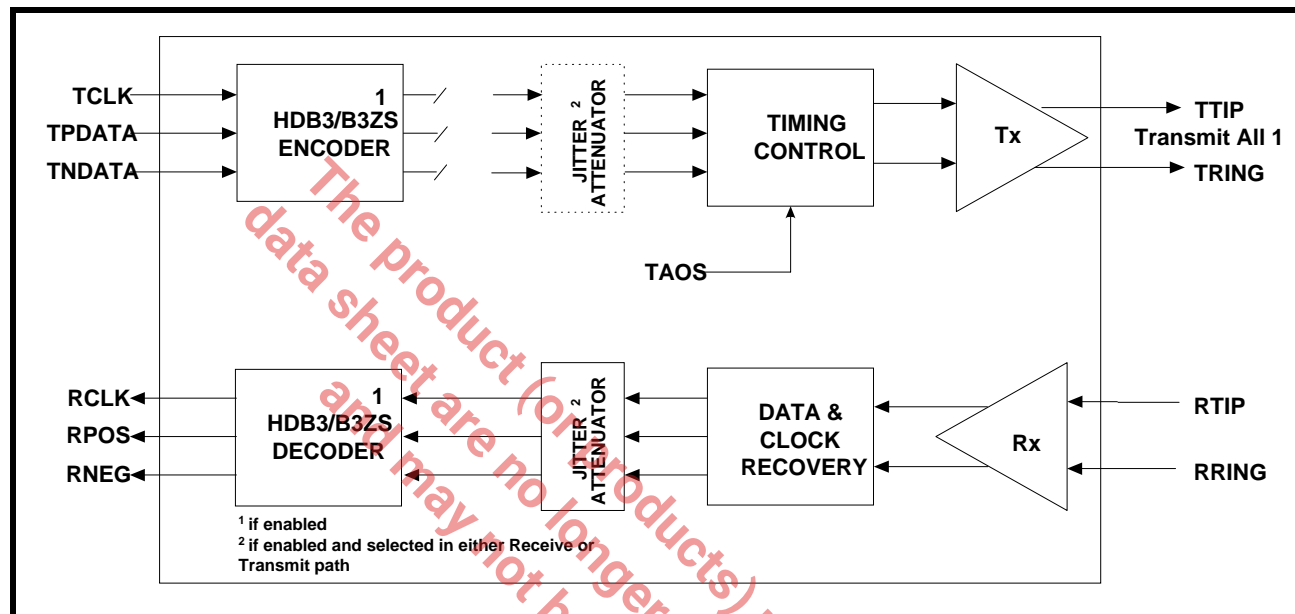 TCLK
TPDATA
TNDATA
1
HDB3/B3ZS
ENCODER
JITTER 2
ATTENUATOR
TIMING
CONTROL
Tx
TTIP
Transmit All 1
TRING
TAOS
RCLK
RPOS
RNEG
1
HDB3/B3ZS
DECODER
JITTER 2
ATTENUATOR
DATA &
CLOCK
RECOVERY
Rx
RTIP
RRING
1 if enabled
2 if enabled and selected in either Receive or
Transmit path
The product (or products)
data sheet are no longer
and may not